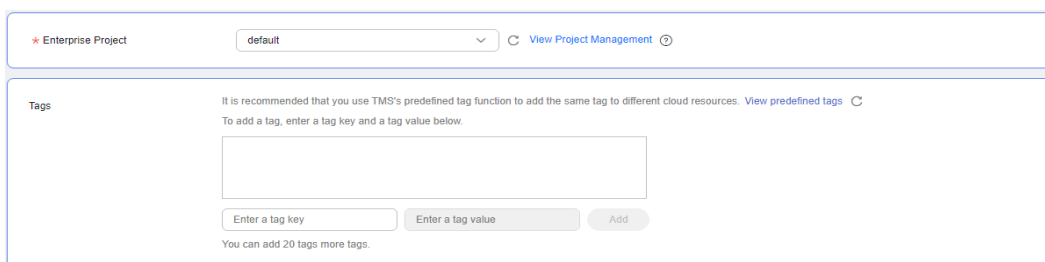 * Enterprise Project default View Project Management ?
Tags It is recommended that you use TMS's predefined tag function to add the same tag to different cloud resources. View predefined tags
To add a tag, enter a tag key and a tag value below.
Enter a tag key Enter a tag value Add
You can add 20 tags more tags.